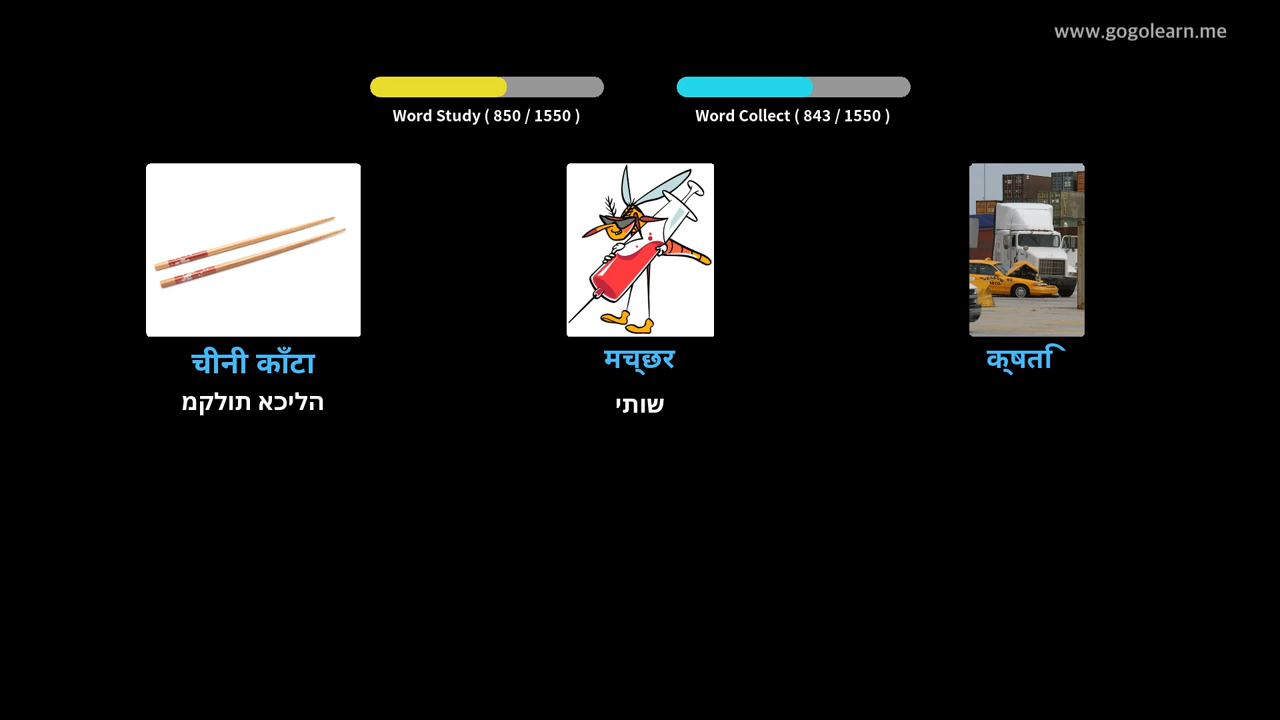 www.gogolearn.me
Word Study ( 850 / 1550 )
Word Collect ( 843 / 1550 )
चीनी काँटा
הליכא תולקמ
मच्छर
שותי
क्षति